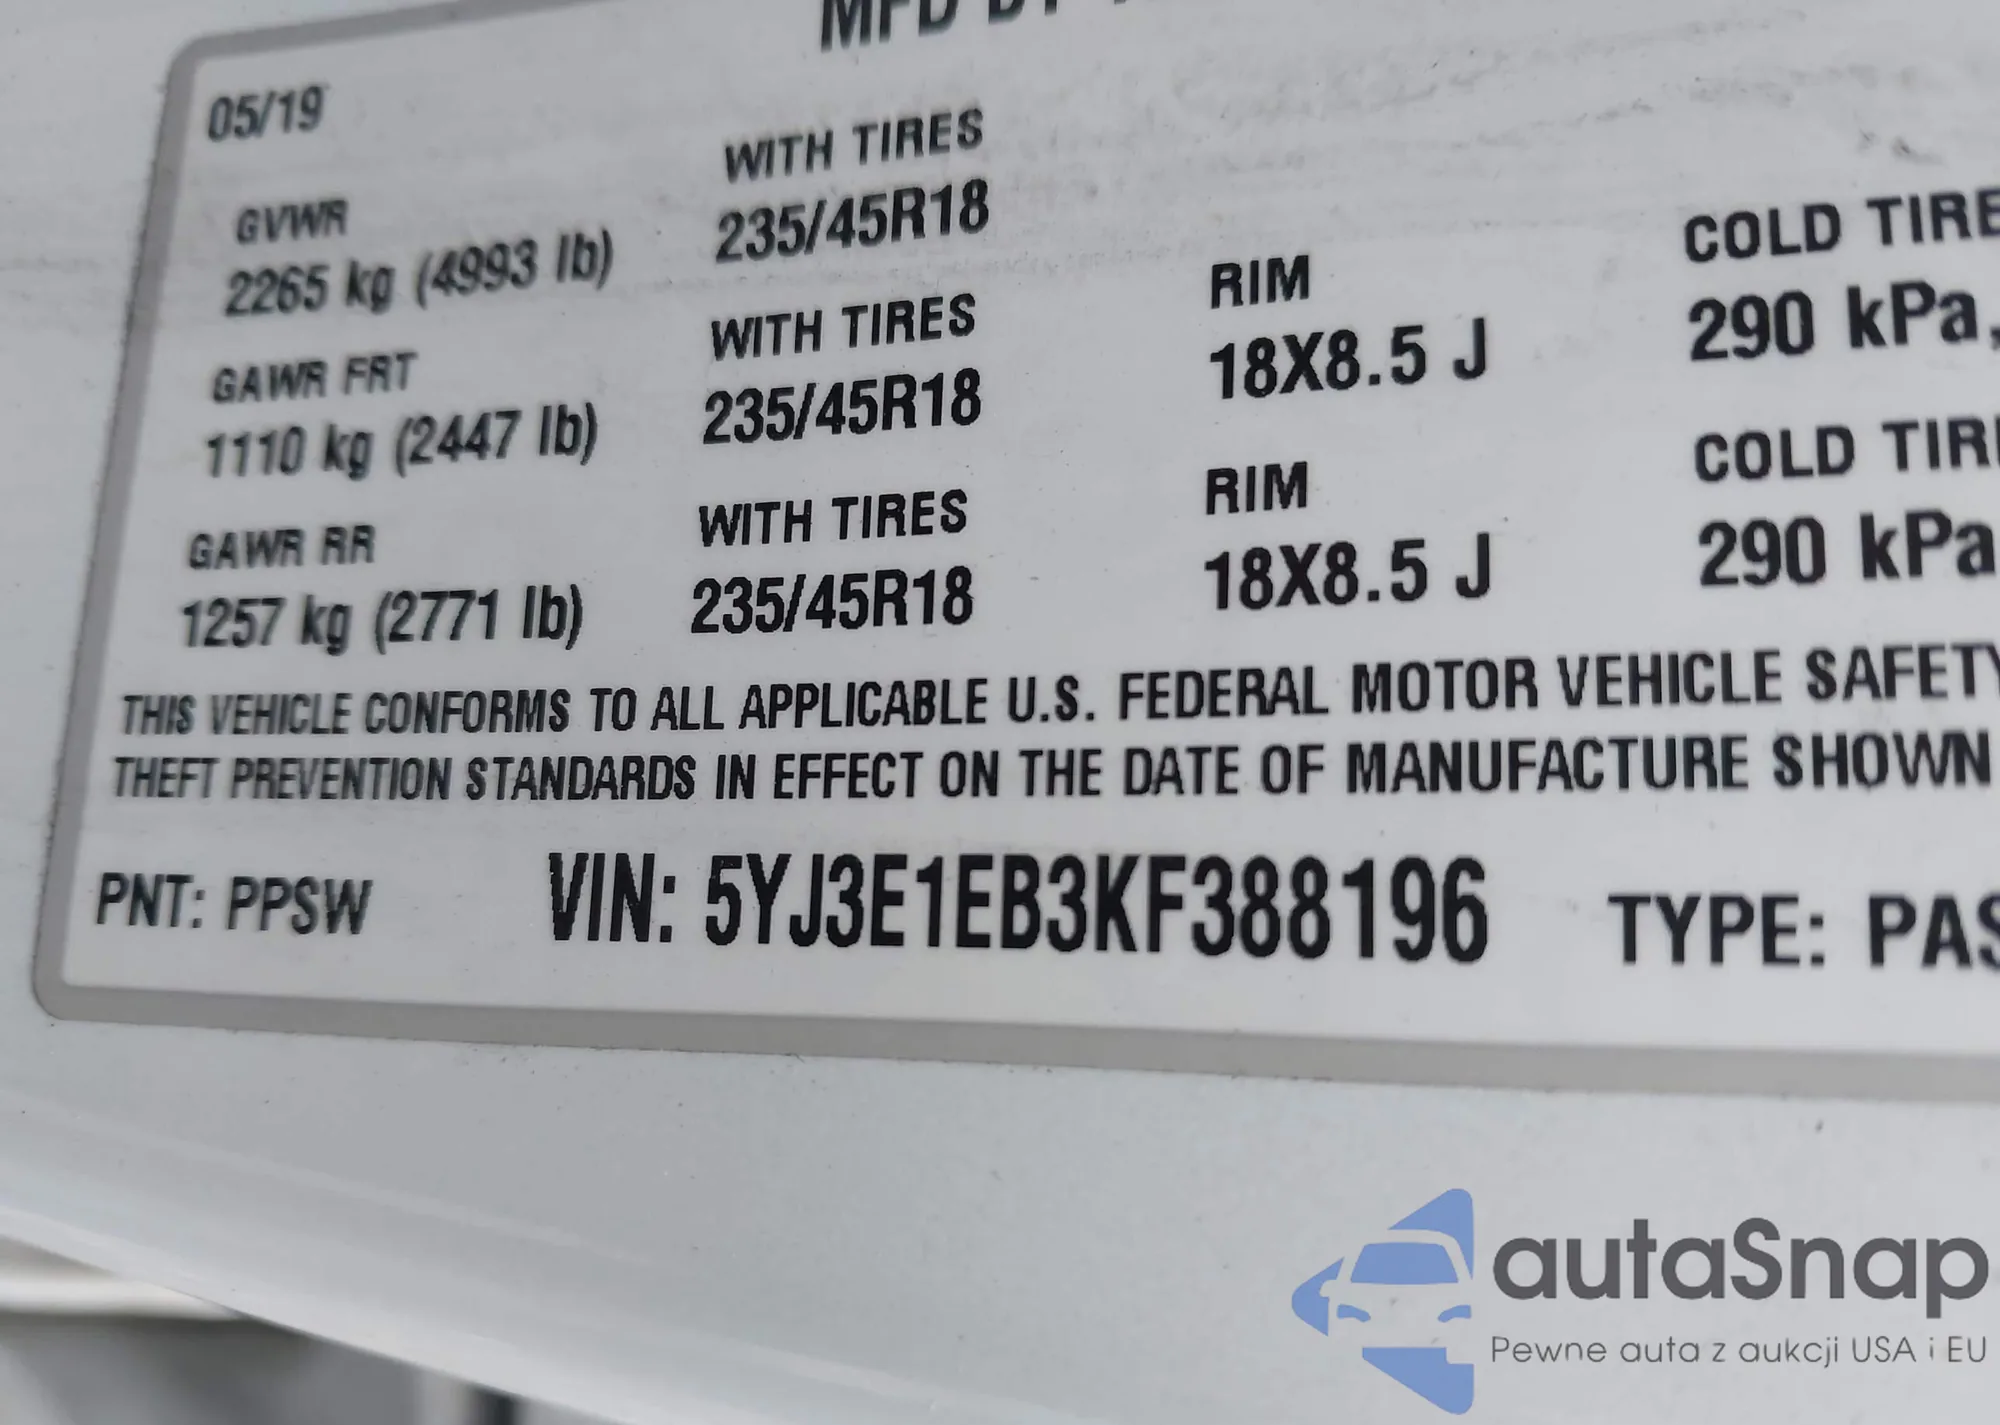 MFD BY
05/19
GVWR
2265 kg (4993 lb)
WITH TIRES
235/45R18
GAWR FRT
1110 kg (2447 lb)
WITH TIRES
235/45R18
RIM
18X8.5 J
COLD TIRE
290 kPa,
GAWR RR
1257 kg (2771 lb)
WITH TIRES
235/45R18
RIM
18X8.5 J
COLD TIRE
290 kPa
THIS VEHICLE CONFORMS TO ALL APPLICABLE U.S. FEDERAL MOTOR VEHICLE SAFETY
THEFT PREVENTION STANDARDS IN EFFECT ON THE DATE OF MANUFACTURE SHOWN
PNT: PPSW VIN: 5YJ3E1EB3KF388196 TYPE: PAS
autaSnap
Pewne auta z aukcji USA i EU